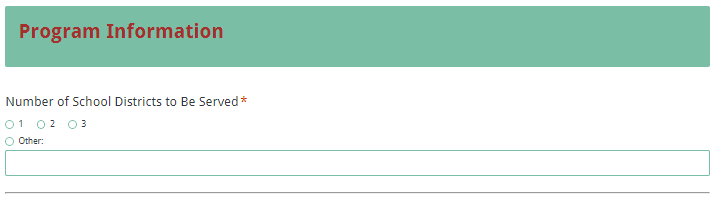 Program Information
Number of School Districts to Be Served*
1 2 3
Other: